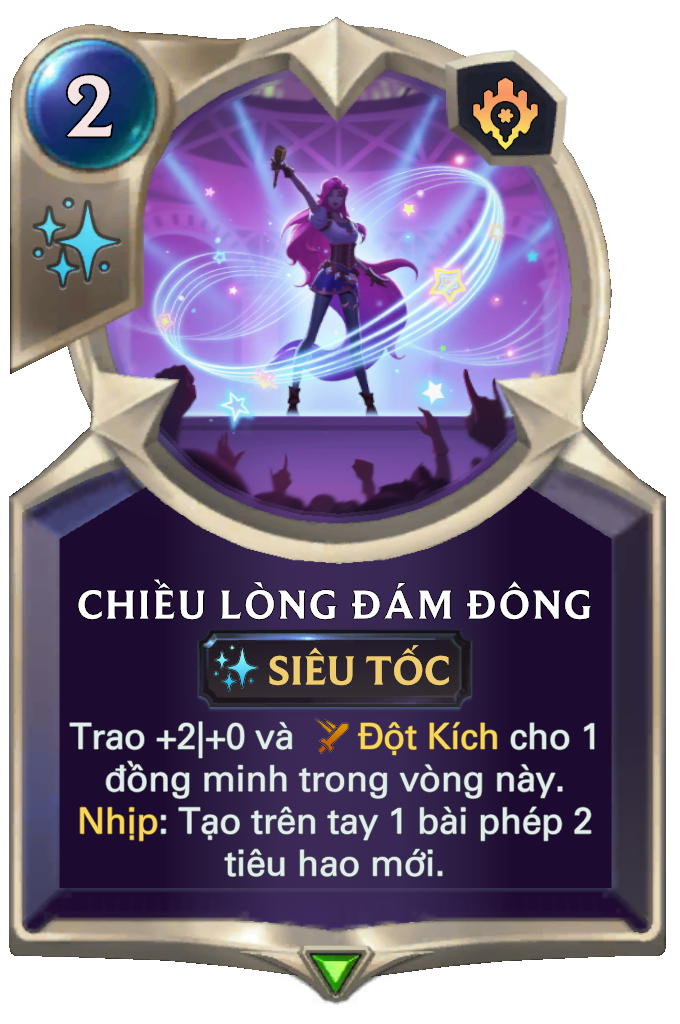 2
CHIỀU LÒNG ĐÁM ĐÔNG
SIÊU TỐC
Trao +2|+0 và Đột Kích cho 1
đồng minh trong vòng này.
Nhịp: Tạo trên tay 1 bài phép 2
tiêu hao mới.